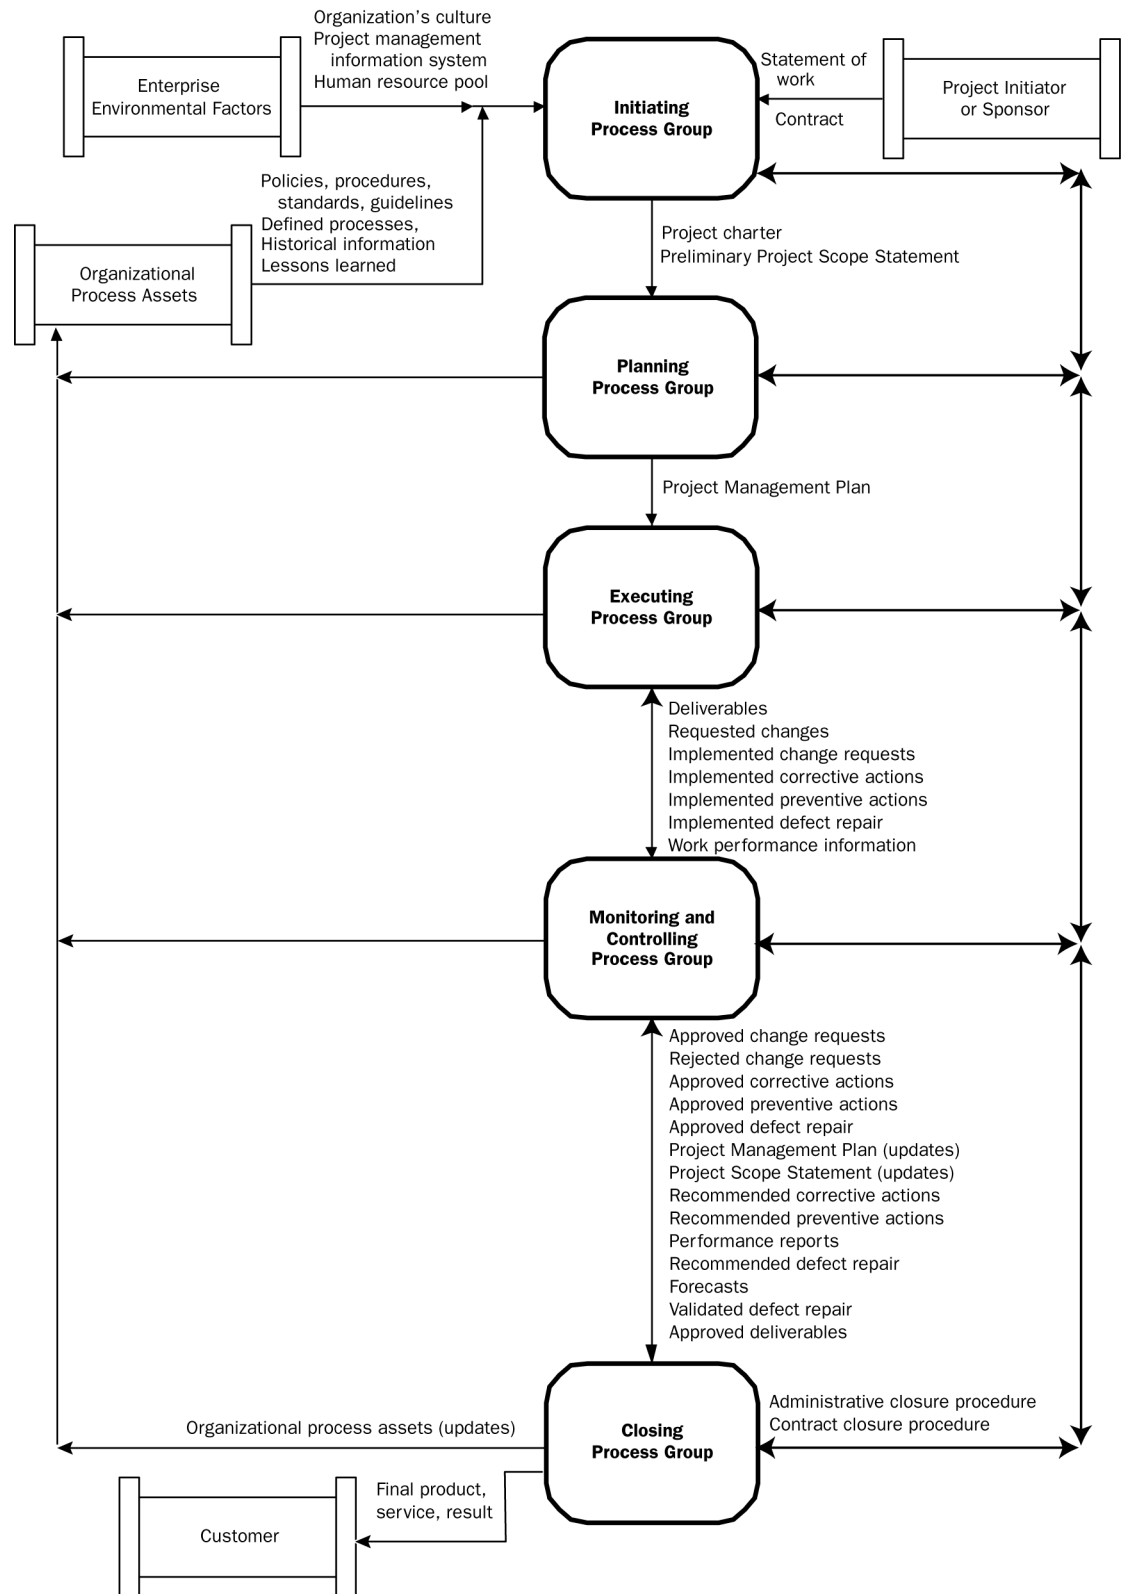 Organization's culture
Project management
information system
Human resource pool
Enterprise
Environmental Factors
Initiating
Process Group
Statement of
work
Contract
Project Initiator
or Sponsor
Policies, procedures,
standards, guidelines
Defined processes,
Historical information
Lessons learned
Organizational
Process Assets
Project charter
Preliminary Project Scope Statement
Planning
Process Group
Project Management Plan
Executing
Process Group
Deliverables
Requested changes
Implemented change requests
Implemented corrective actions
Implemented preventive actions
Implemented defect repair
Work performance information
Monitoring and
Controlling
Process Group
Approved change requests
Rejected change requests
Approved corrective actions
Approved preventive actions
Approved defect repair
Project Management Plan (updates)
Project Scope Statement (updates)
Recommended corrective actions
Recommended preventive actions
Performance reports
Recommended defect repair
Forecasts
Validated defect repair
Approved deliverables
Administrative closure procedure
Contract closure procedure
Organizational process assets (updates)
Closing
Process Group
Final product,
service, result
Customer